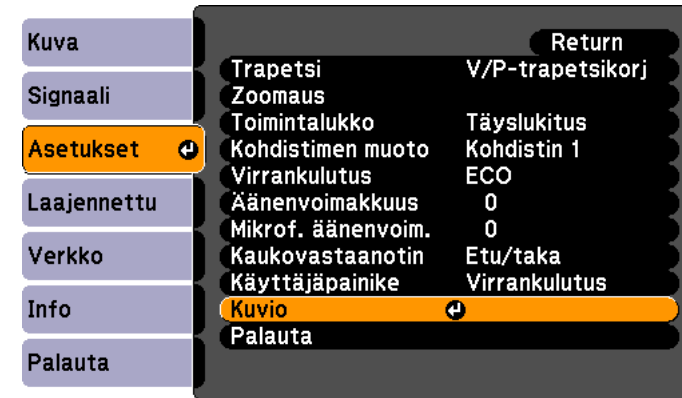 Kuva
Signaali
Asetukset
Laajennettu
Verkko
Info
Palauta
Return
Trapetsi V/P-trapetsikorj
Zoomaus
Toimintalukko Täyslukitus
Kohdistimen muoto Kohdistin 1
Virrankulutus ECO
Äänenvoimakkuus 0
Mikrof. äänenvoim. 0
Kaukovastaanotin Etu/taka
Käyttäjäpainike Virrankulutus
Kuvio
Palauta